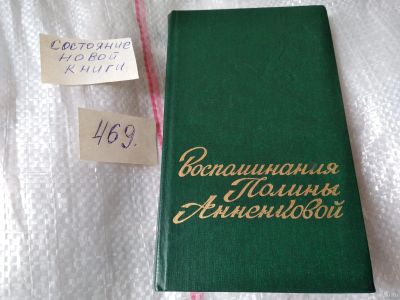 Состояние
новой
книги
469.
Воспоминания
Полины
Анненковой